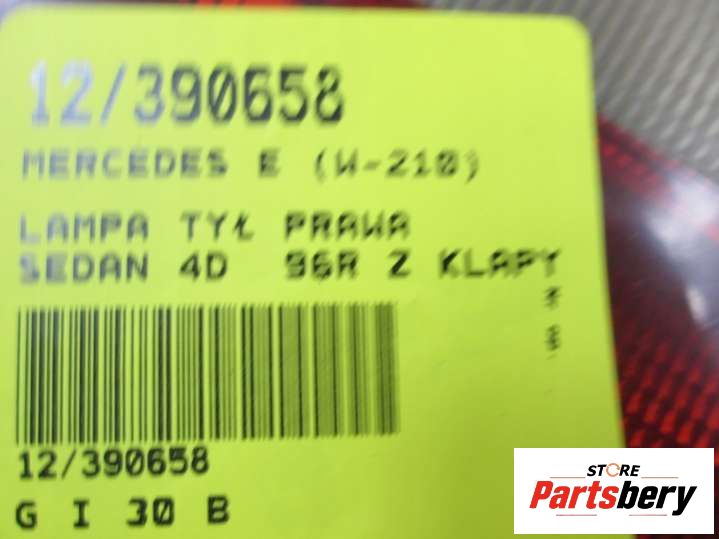 12/390658
MERCEDES E (W-210)
LAMPA TYŁ PRAWA
SEDAN 4D 96R Z KLAPY
12/390658
G I 30 B
STORE
Partsbery